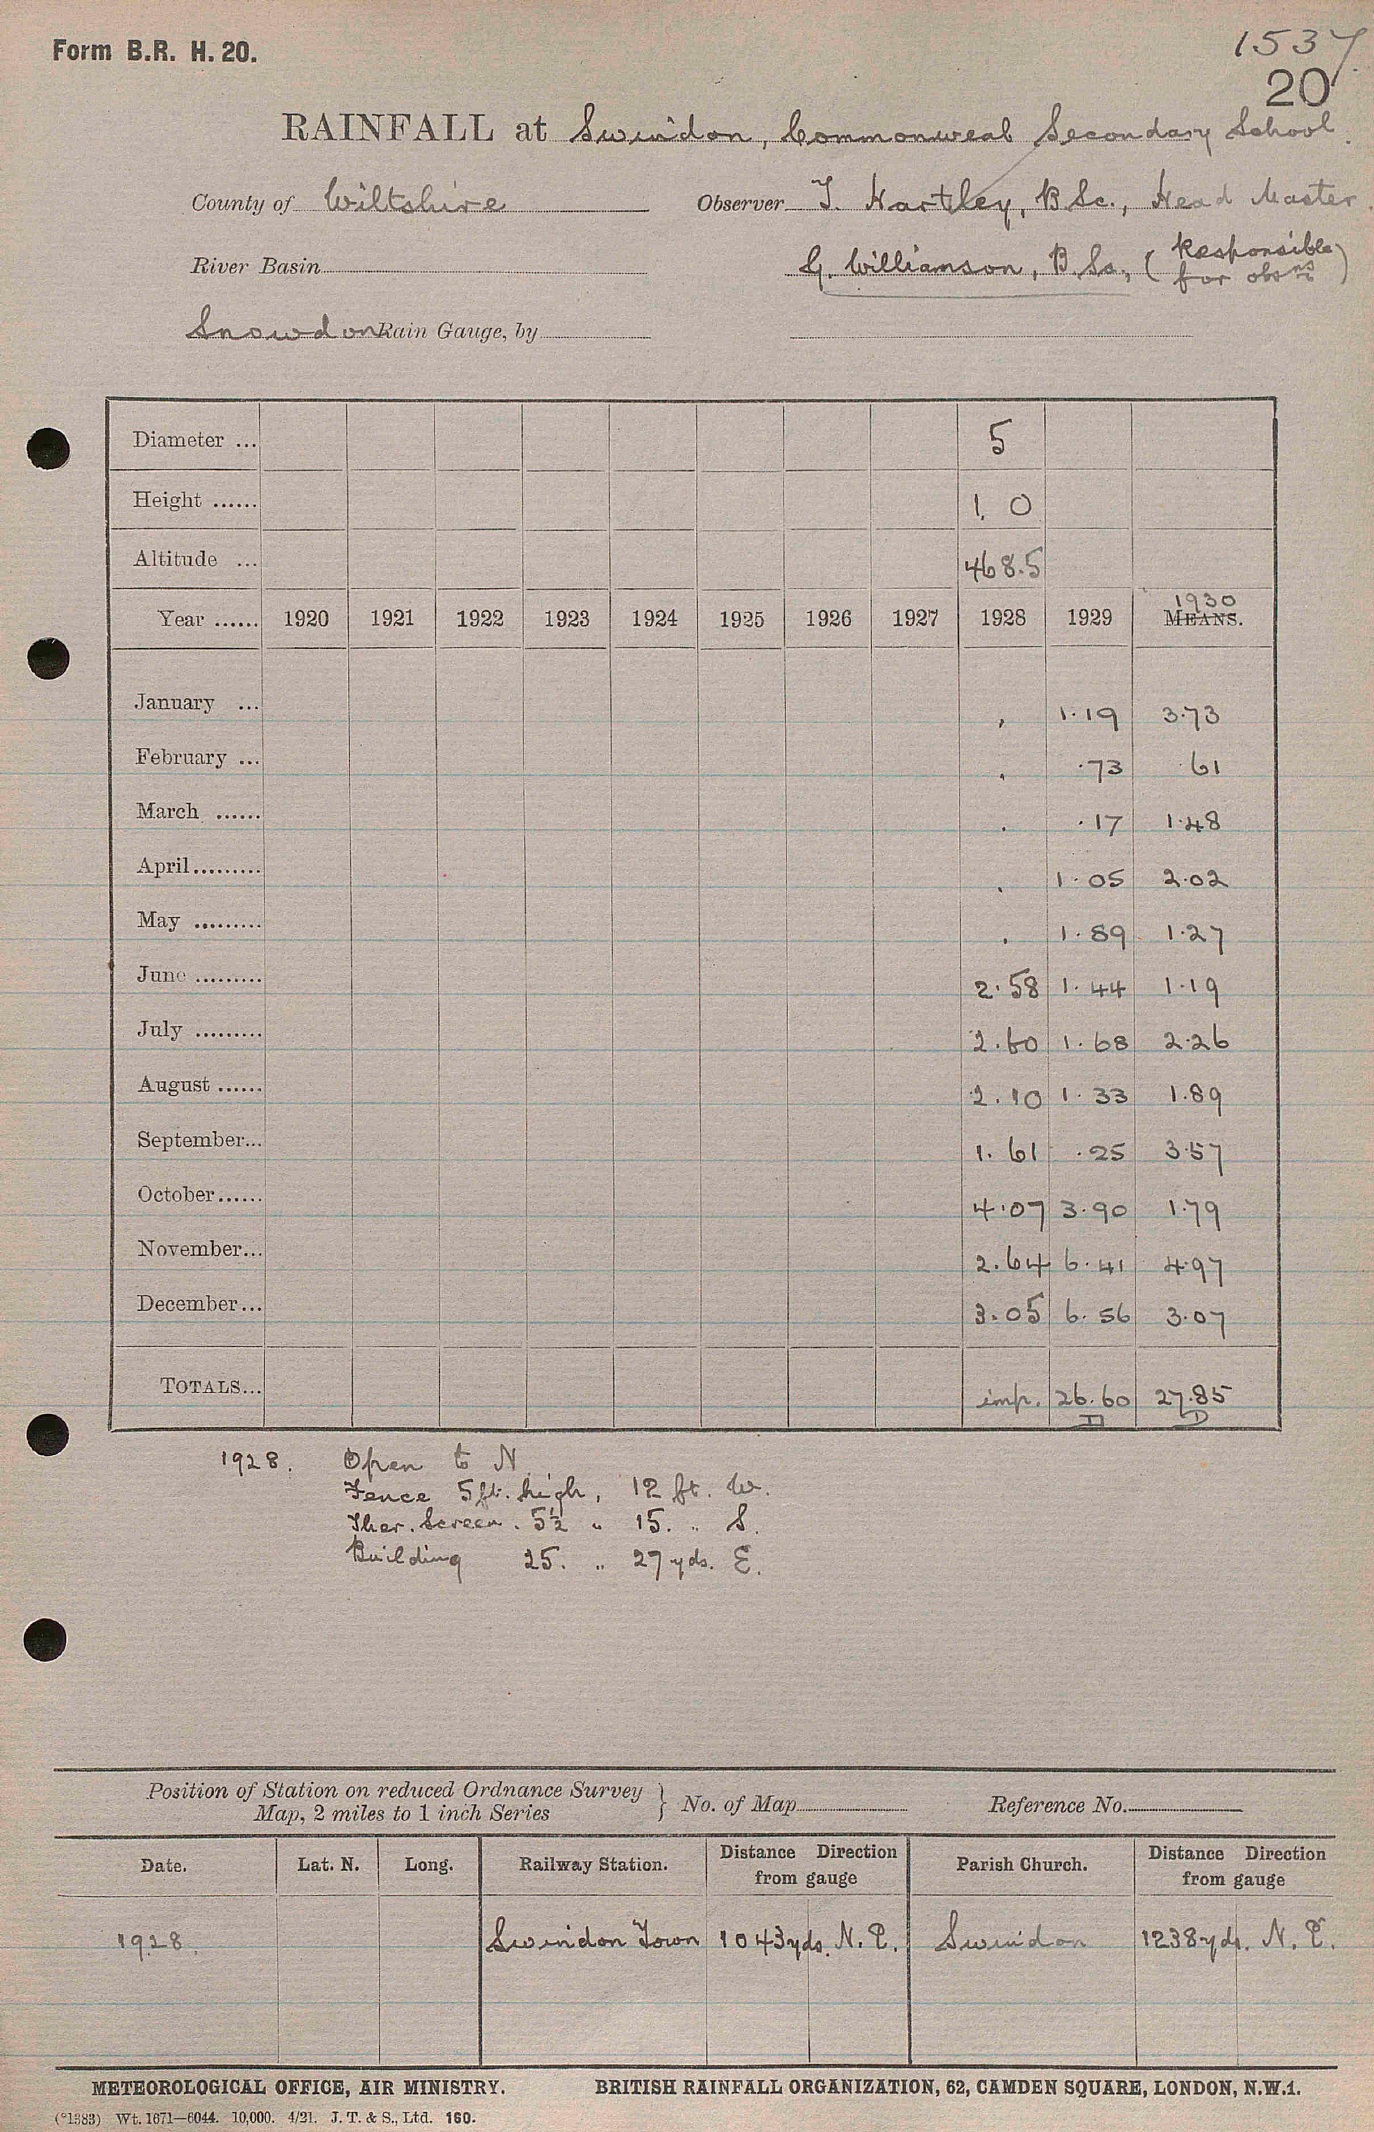 Form B.R. H. 20.
1537
20
RAINFALL at Swindon, Commonweal Secondary School.
County of Wiltshire Observer T. Hartley, B.Sc., Head Master.
River Basin G. Williamson, B.Sc., (Responsible for obsns)
Snowdon Rain Gauge, by
Diameter ... 5
Height ...... 1. 0
Altitude ... 468.5
Year ...... 1920 1921 1922 1923 1924 1925 1926 1927 1928 1929 1930 MEANS.
January ... . 1.19 3.73
February ... . .73 .61
March ...... . .17 1.48
April......... . 1.05 2.02
May ......... . 1.89 1.27
June ......... 2.58 1.44 1.19
July ......... 2.60 1.68 2.26
August ...... 2.10 1.33 1.89
September... 1.61 .25 3.57
October...... 4.07 3.90 1.79
November... 2.64 6.41 4.97
December... 3.05 6.56 3.07
TOTALS... imp. 26.60 27.85
D D
1928. Open to N
Fence 5 ft. high, 12 ft. W.
Ther. Screen. 5½ " 15. " S.
Building 25. " 27 yds. E.
Position of Station on reduced Ordnance Survey
Map, 2 miles to 1 inch Series } No. of Map Reference No.
Date. Lat. N. Long. Railway Station. Distance Direction from gauge Parish Church. Distance Direction from gauge
1928. Swindon Town 1043 yds. N.E. Swindon 1238 yds. N.E.
METEOROLOGICAL OFFICE, AIR MINISTRY. BRITISH RAINFALL ORGANIZATION, 62, CAMDEN SQUARE, LONDON, N.W.1.
(*1383) Wt. 1671—6044. 10,000. 4/21. J. T. & S., Ltd. 160.